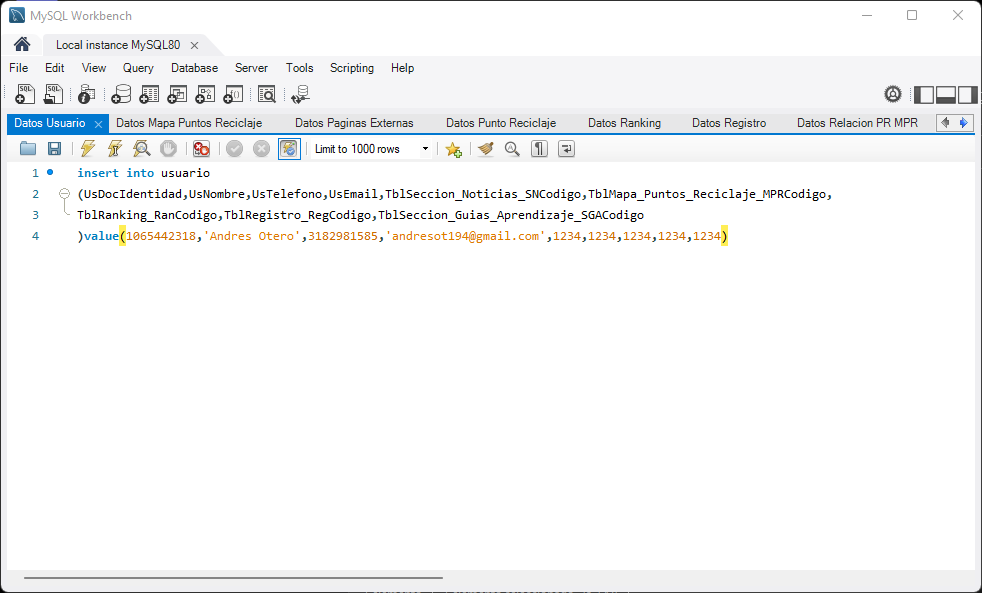 MySQL Workbench
Local instance MySQL80
File Edit View Query Database Server Tools Scripting Help
Datos Usuario Datos Mapa Puntos Reciclaje Datos Paginas Externas Datos Punto Reciclaje Datos Ranking Datos Registro Datos Relacion PR MPR
Limit to 1000 rows
1 insert into usuario
2 (UsDocIdentidad,UsNombre,UsTelefono,UsEmail,TblSeccion_Noticias_SNCodigo,TblMapa_Puntos_Reciclaje_MPRCodigo,
3 TblRanking_RanCodigo,TblRegistro_RegCodigo,TblSeccion_Guias_Aprendizaje_SGACodigo
4 )value(1065442318,'Andres Otero',3182981585,'andresot194@gmail.com',1234,1234,1234,1234,1234)